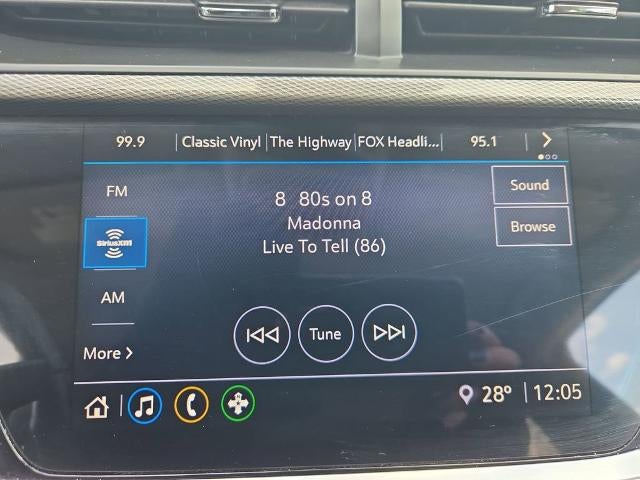 99.9 Classic Vinyl The Highway FOX Headli... 95.1
FM
8 80s on 8
Sound
Madonna
SiriusXM
Browse
Live To Tell (86)
AM
Tune
More
28° 12:05